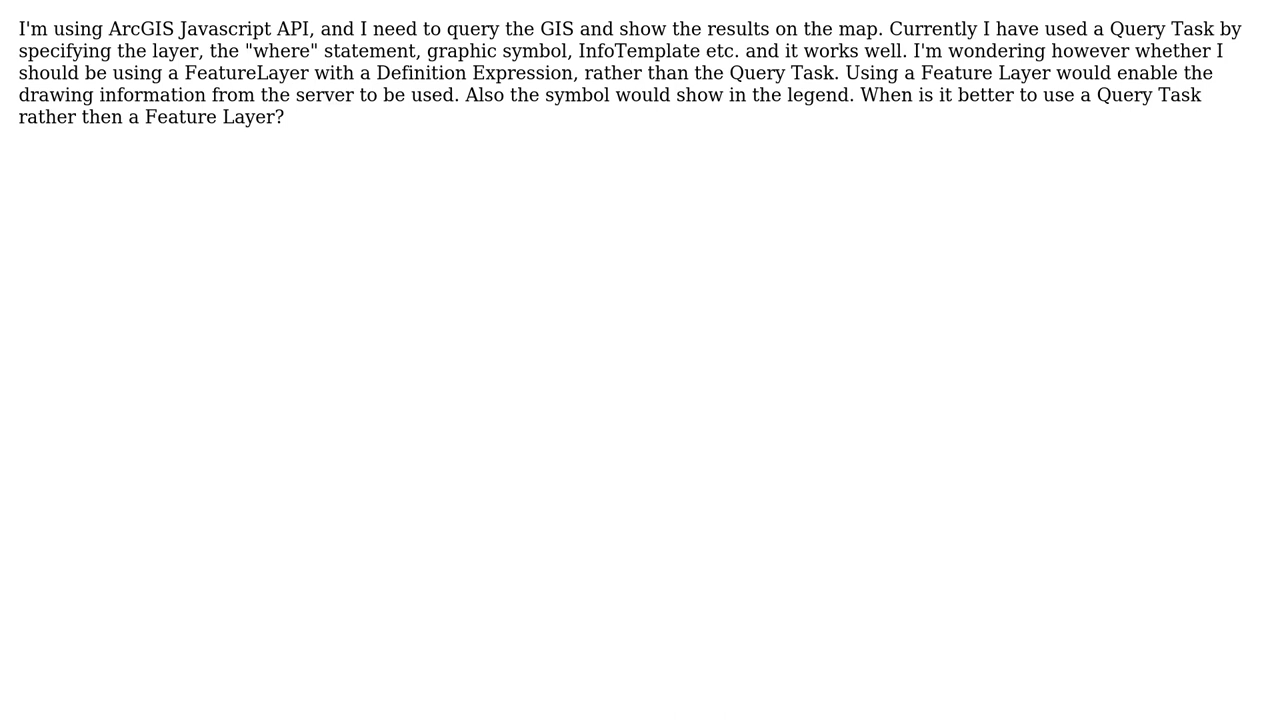 I'm using ArcGIS Javascript API, and I need to query the GIS and show the results on the map. Currently I have used a Query Task by
specifying the layer, the "where" statement, graphic symbol, InfoTemplate etc. and it works well. I'm wondering however whether I
should be using a FeatureLayer with a Definition Expression, rather than the Query Task. Using a Feature Layer would enable the
drawing information from the server to be used. Also the symbol would show in the legend. When is it better to use a Query Task
rather then a Feature Layer?